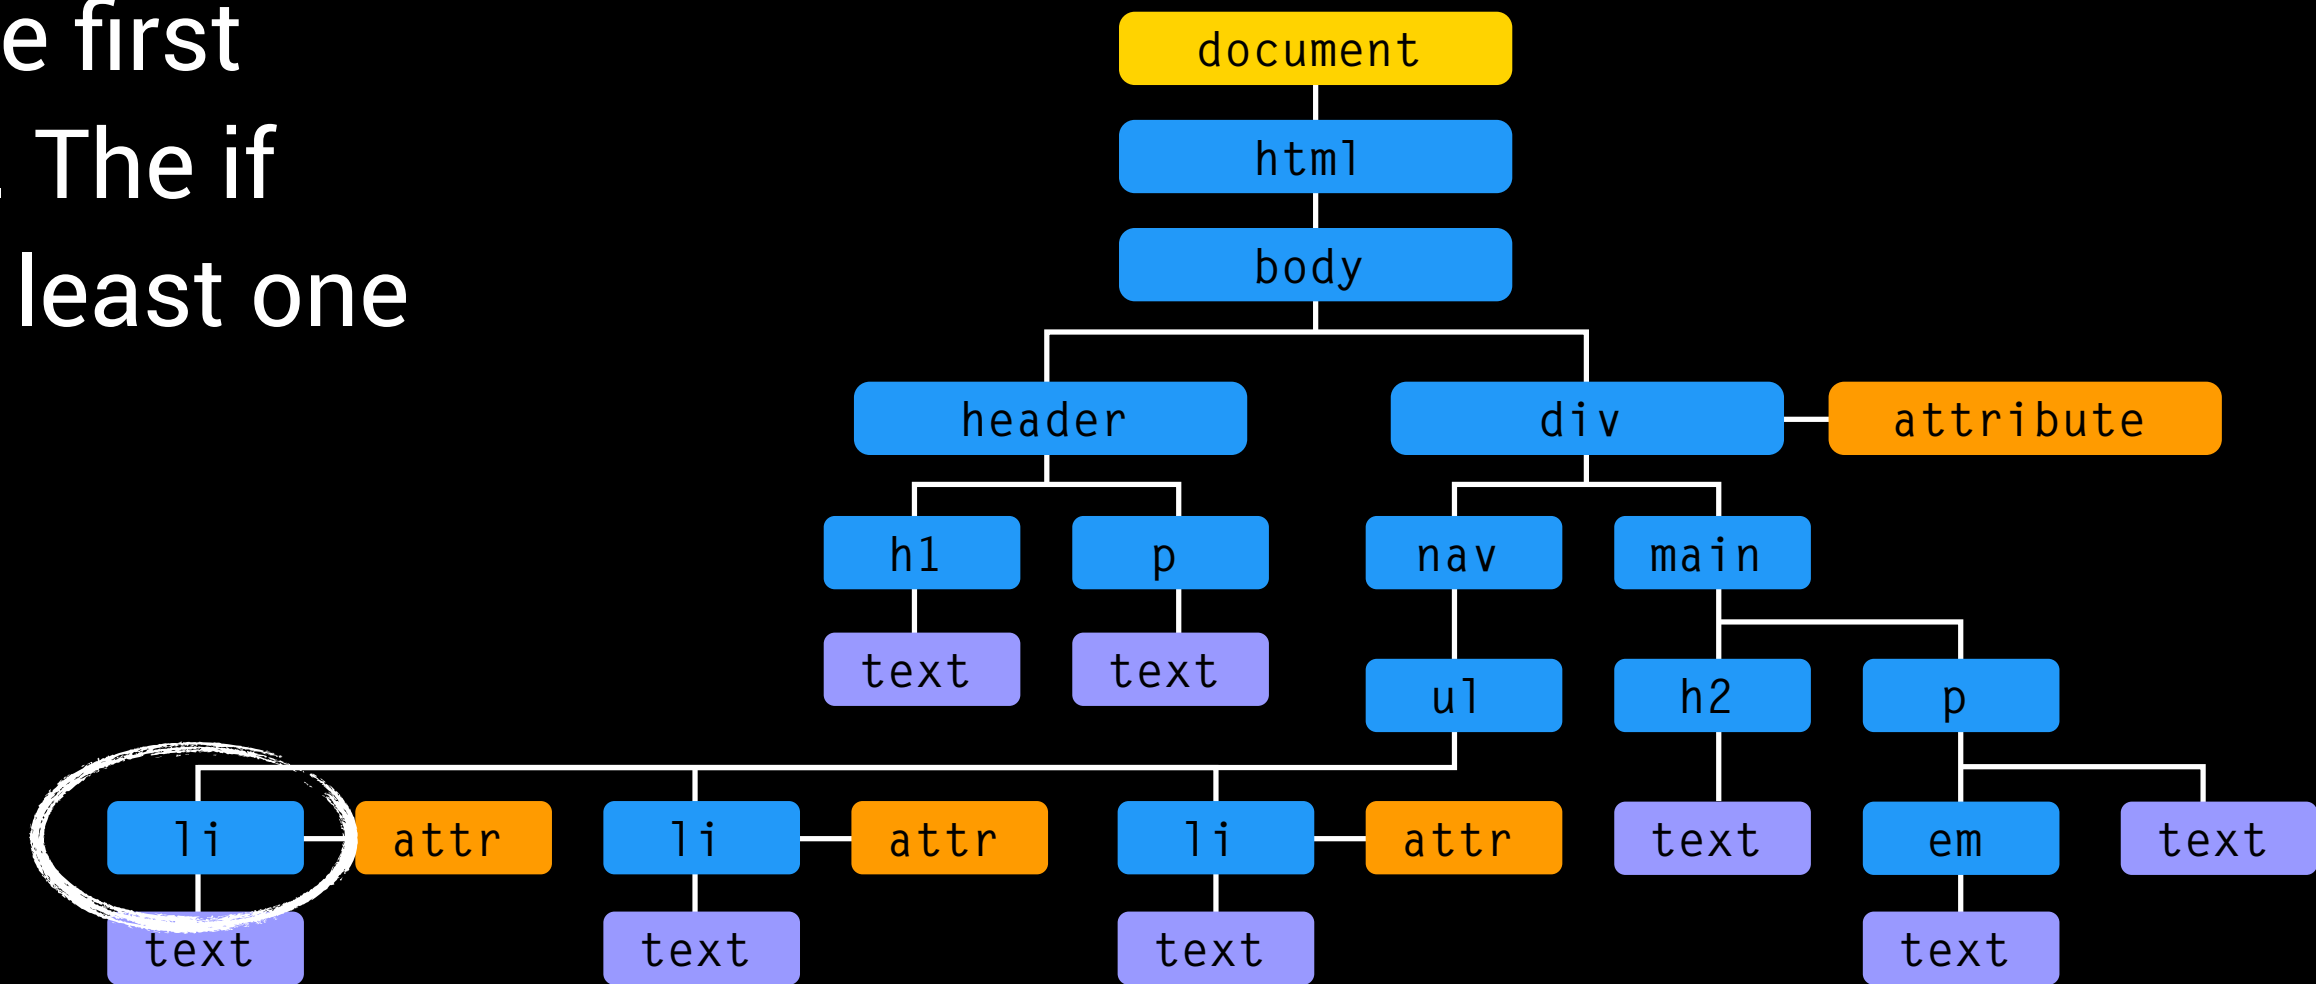 e first
. The if
least one
document
html
body
header div attribute
h1 p nav main
text text
ul h2 p
li attr li attr li attr text em text
text text text text